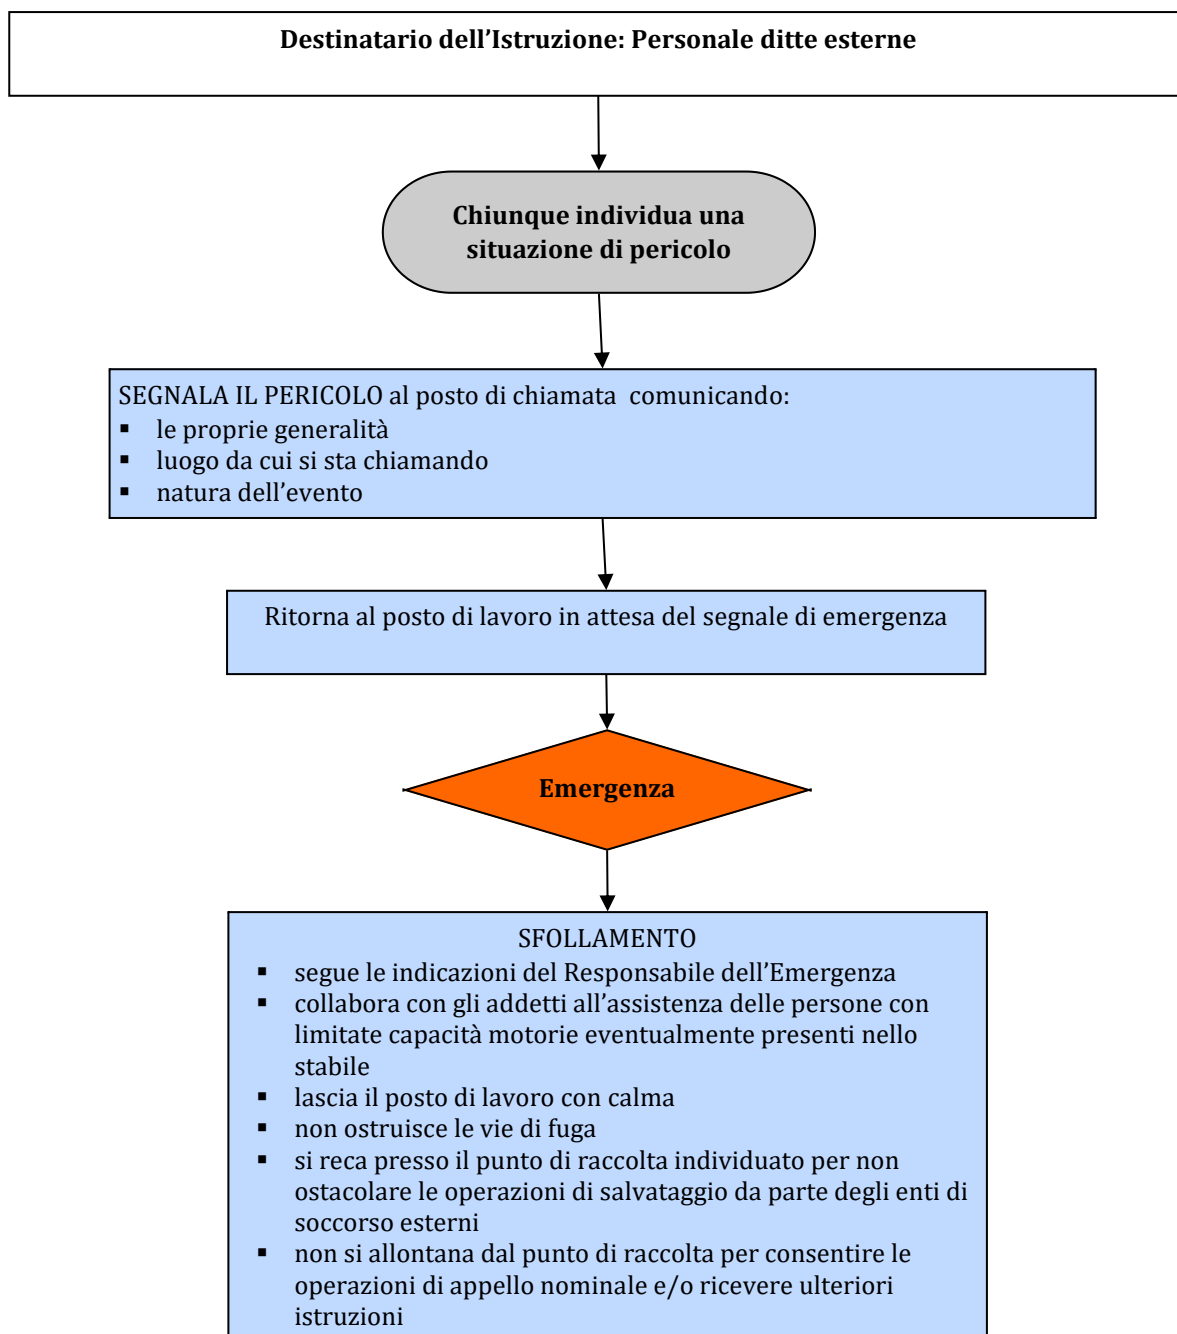 Destinatario dell’Istruzione: Personale ditte esterne
Chiunque individua una
situazione di pericolo
SEGNALA IL PERICOLO al posto di chiamata  comunicando:
▪ le proprie generalità
▪ luogo da cui si sta chiamando
▪ natura dell’evento
Ritorna al posto di lavoro in attesa del segnale di emergenza
Emergenza
SFOLLAMENTO
▪ segue le indicazioni del Responsabile dell’Emergenza
▪ collabora con gli addetti all’assistenza delle persone con
limitate capacità motorie eventualmente presenti nello
stabile
▪ lascia il posto di lavoro con calma
▪ non ostruisce le vie di fuga
▪ si reca presso il punto di raccolta individuato per non
ostacolare le operazioni di salvataggio da parte degli enti di
soccorso esterni
▪ non si allontana dal punto di raccolta per consentire le
operazioni di appello nominale e/o ricevere ulteriori
istruzioni